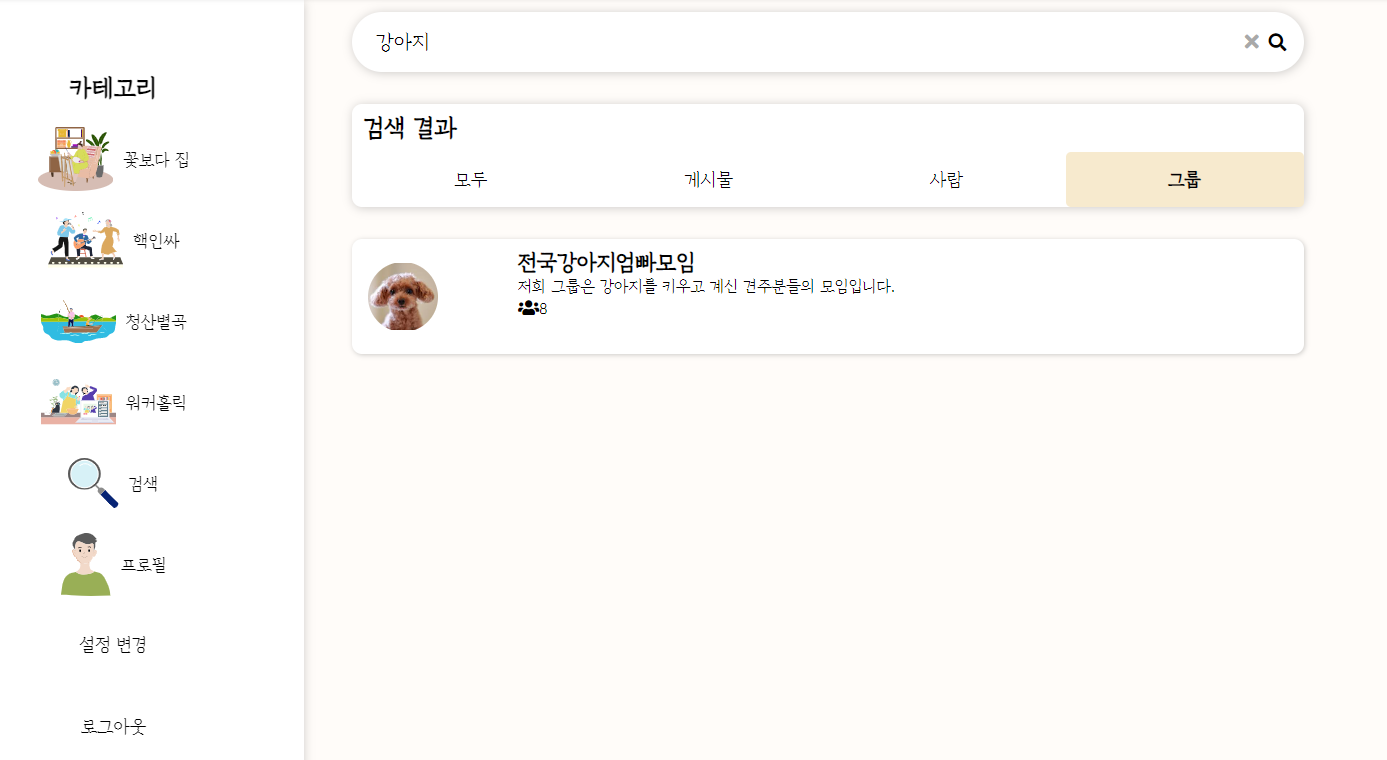 강아지
카테고리
꽃보다 집
핵인싸
청산별곡
워커홀릭
검색
프로필
설정 변경
로그아웃
검색 결과
모두
게시물
사람
그룹
전국강아지엄빠모임
저희 그룹은 강아지를 키우고 계신 견주분들의 모임입니다.
8